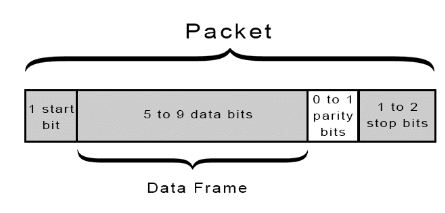 Packet
1 start
bit
5 to 9 data bits
0 to 1
parity
bits
1 to 2
stop bits
Data Frame